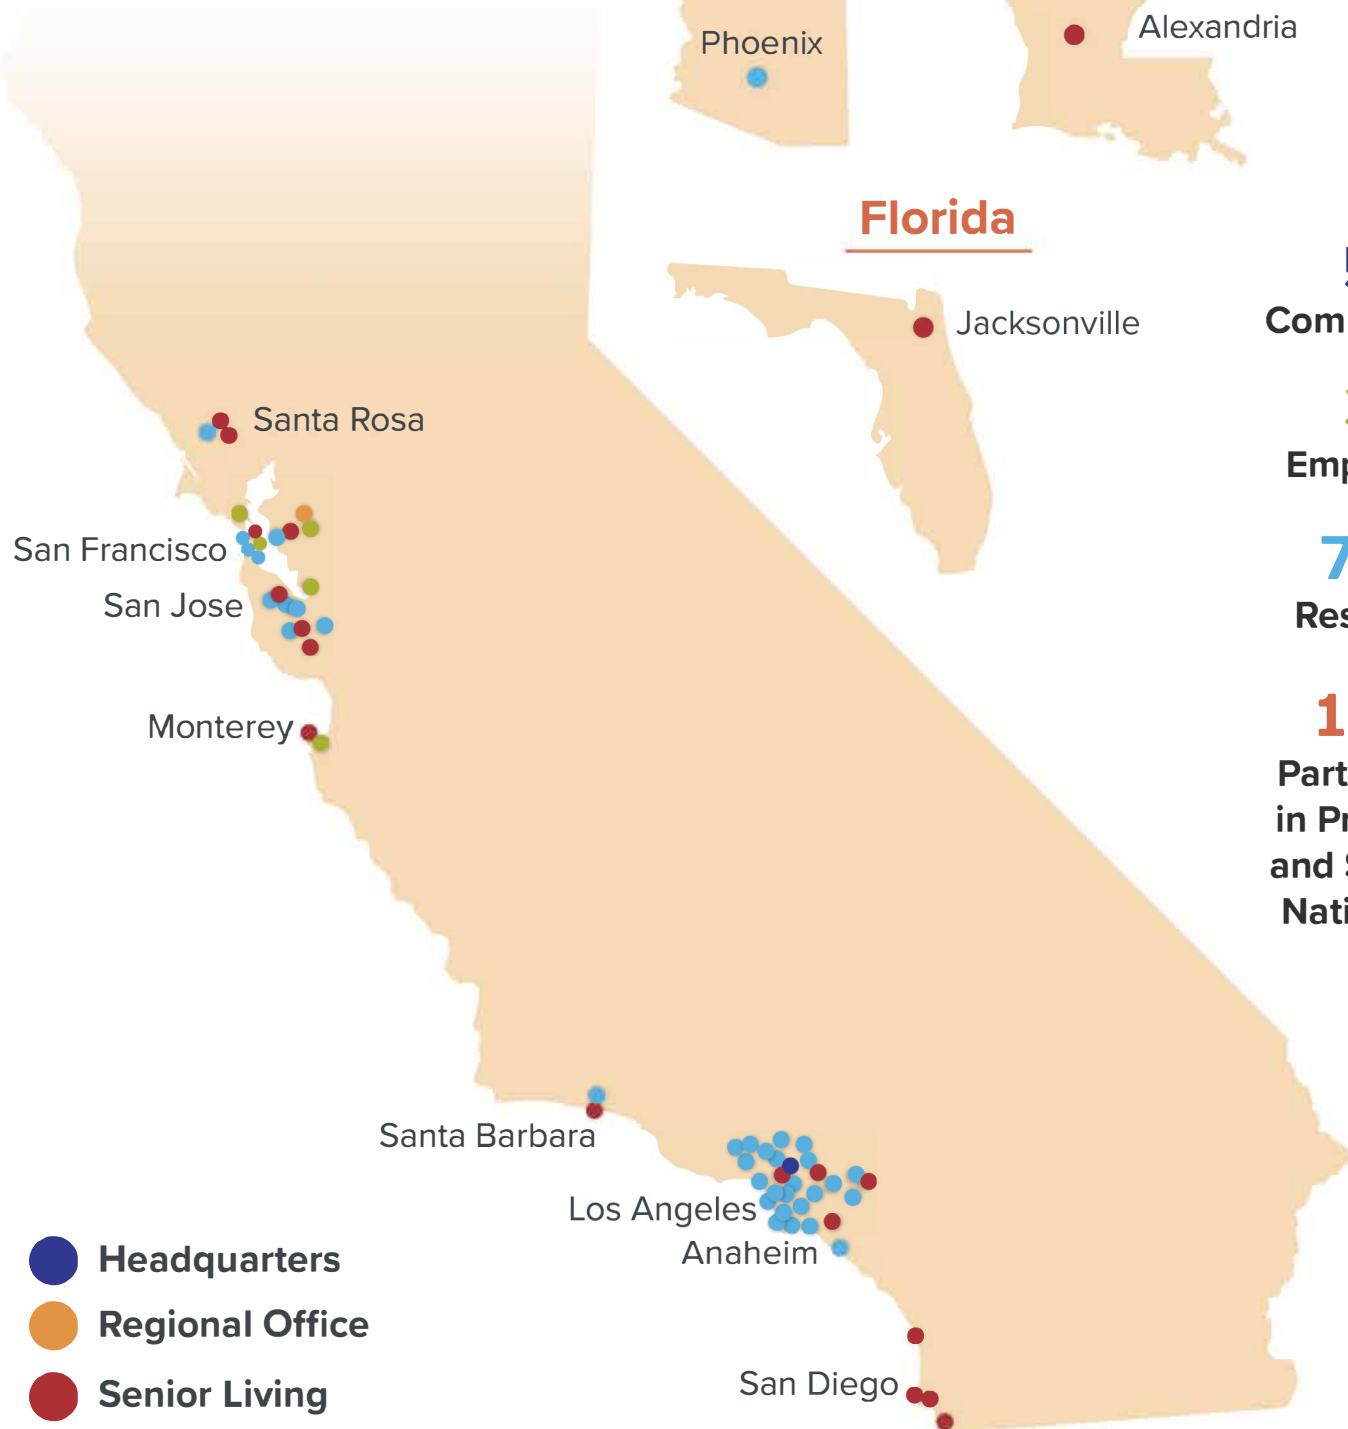 Phoenix
Alexandria
Florida
Jacksonville
Santa Rosa
San Francisco
San Jose
Monterey
Santa Barbara
Los Angeles
Anaheim
San Diego
Headquarters
Regional Office
Senior Living
Com
Emp
7
Res
1
Part
in Pr
and S
Nati